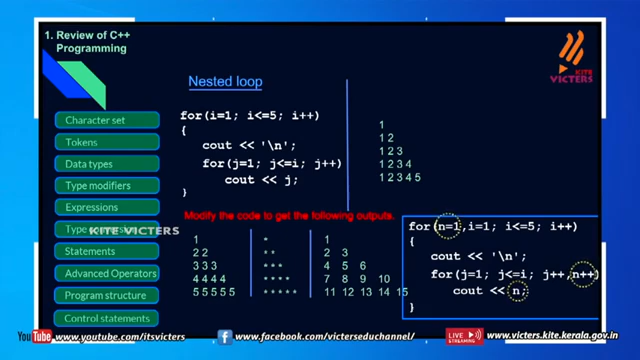 1. Review of C++
Programming
KITE
VICTERS
Nested loop
Character set
Tokens
Data types
Type modifiers
Expressions
KITE VICTERS
Statements
Advanced Operators
Program structure
Control statements
for(i=1; i<=5; i++)
{
cout << '\n';
for(j=1; j<=i; j++)
cout << j;
}
1
1 2
1 2 3
1 2 3 4
1 2 3 4 5
Modify the code to get the following outputs.
1
2 2
3 3 3
4 4 4 4
5 5 5 5 5
*
* *
* * *
* * * *
* * * * *
1
2 3
4 5 6
7 8 9 10
11 12 13 14 15
for(n=1,i=1; i<=5; i++)
{
cout << '\n';
for(j=1; j<=i; j++,n++)
cout << n;
}
YouTube www.youtube.com/itsvicters
f www.facebook.com/victerseduchannel/
LIVE STREAMING www.victers.kite.kerala.gov.in